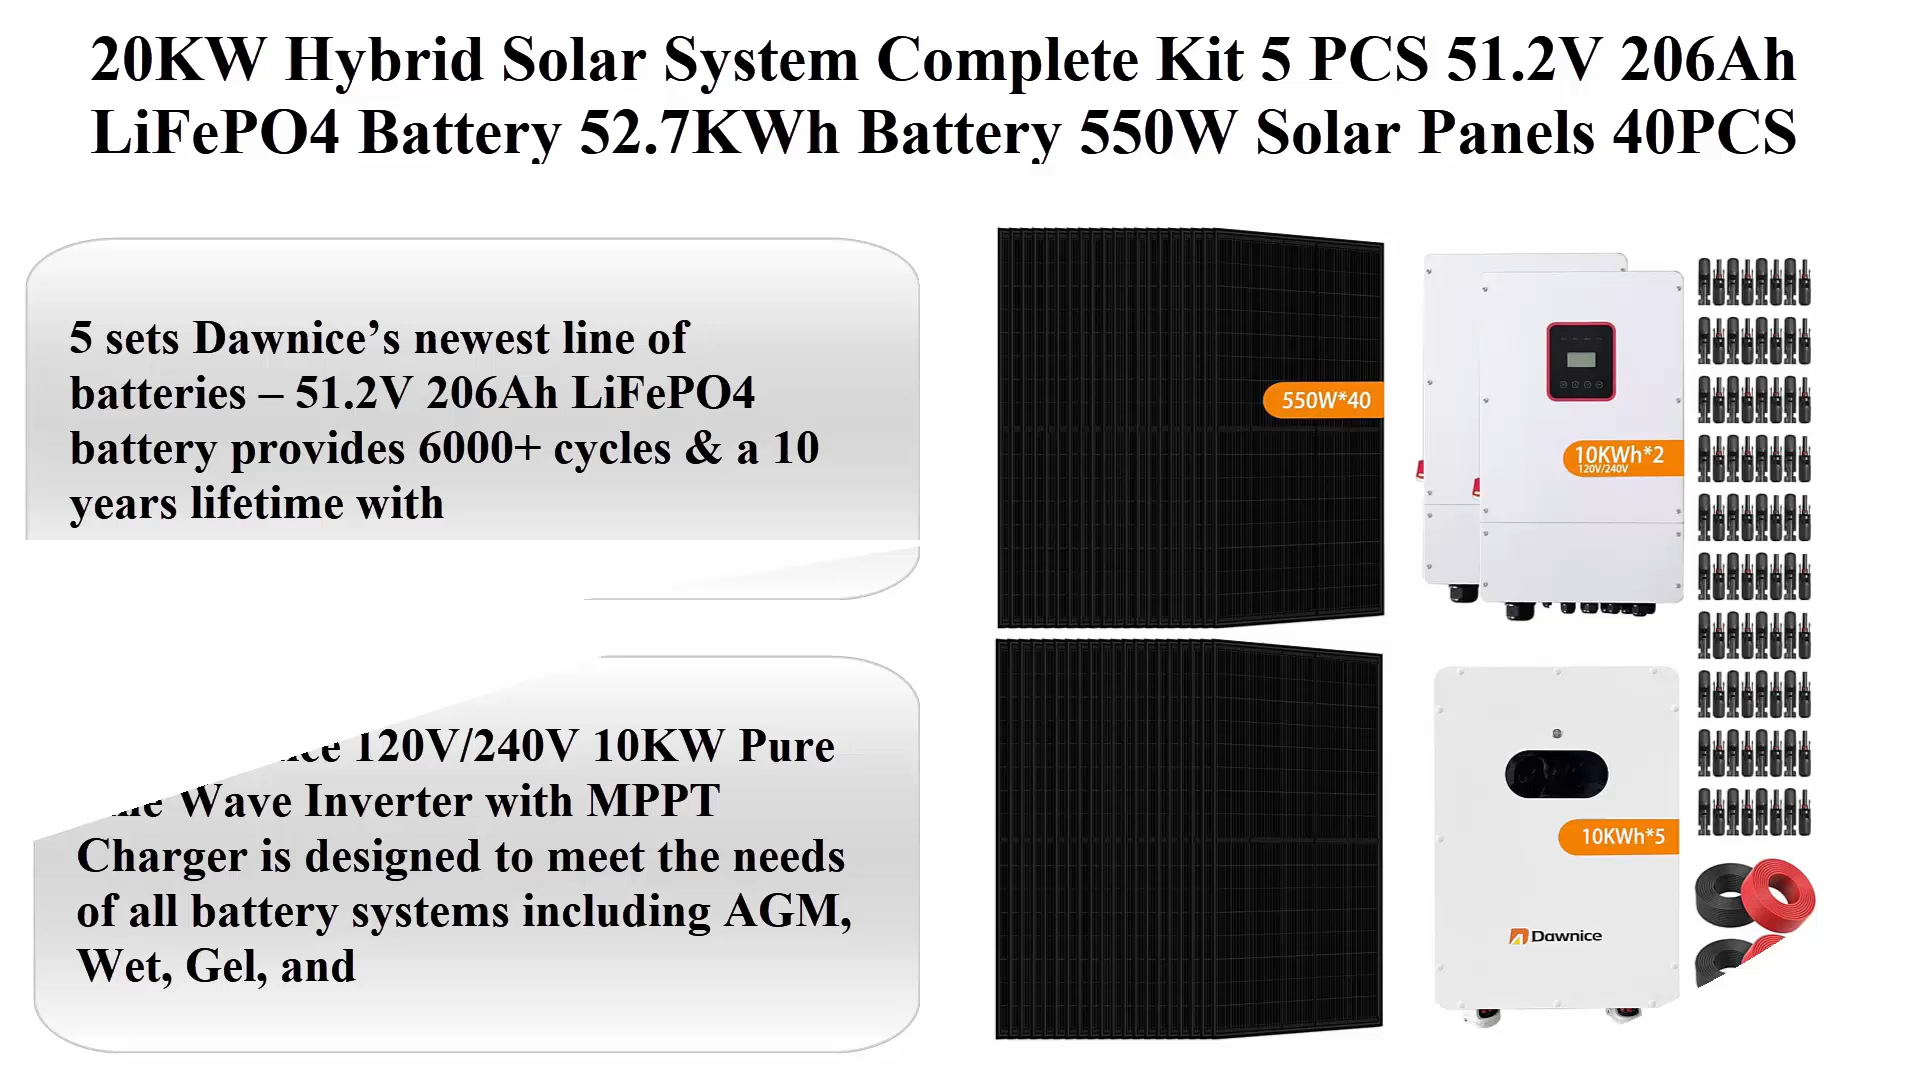 20KW Hybrid Solar System Complete Kit 5 PCS 51.2V 206Ah
LiFePO4 Battery 52.7KWh Battery 550W Solar Panels 40PCS
5 sets Dawnice’s newest line of
batteries – 51.2V 206Ah LiFePO4
battery provides 6000+ cycles & a 10
years lifetime with
120V/240V 10KW Pure
Wave Inverter with MPPT
Charger is designed to meet the needs
of all battery systems including AGM,
Wet, Gel, and
550W*40
10KWh*2
120V/240V
10KWh*5
Dawnice